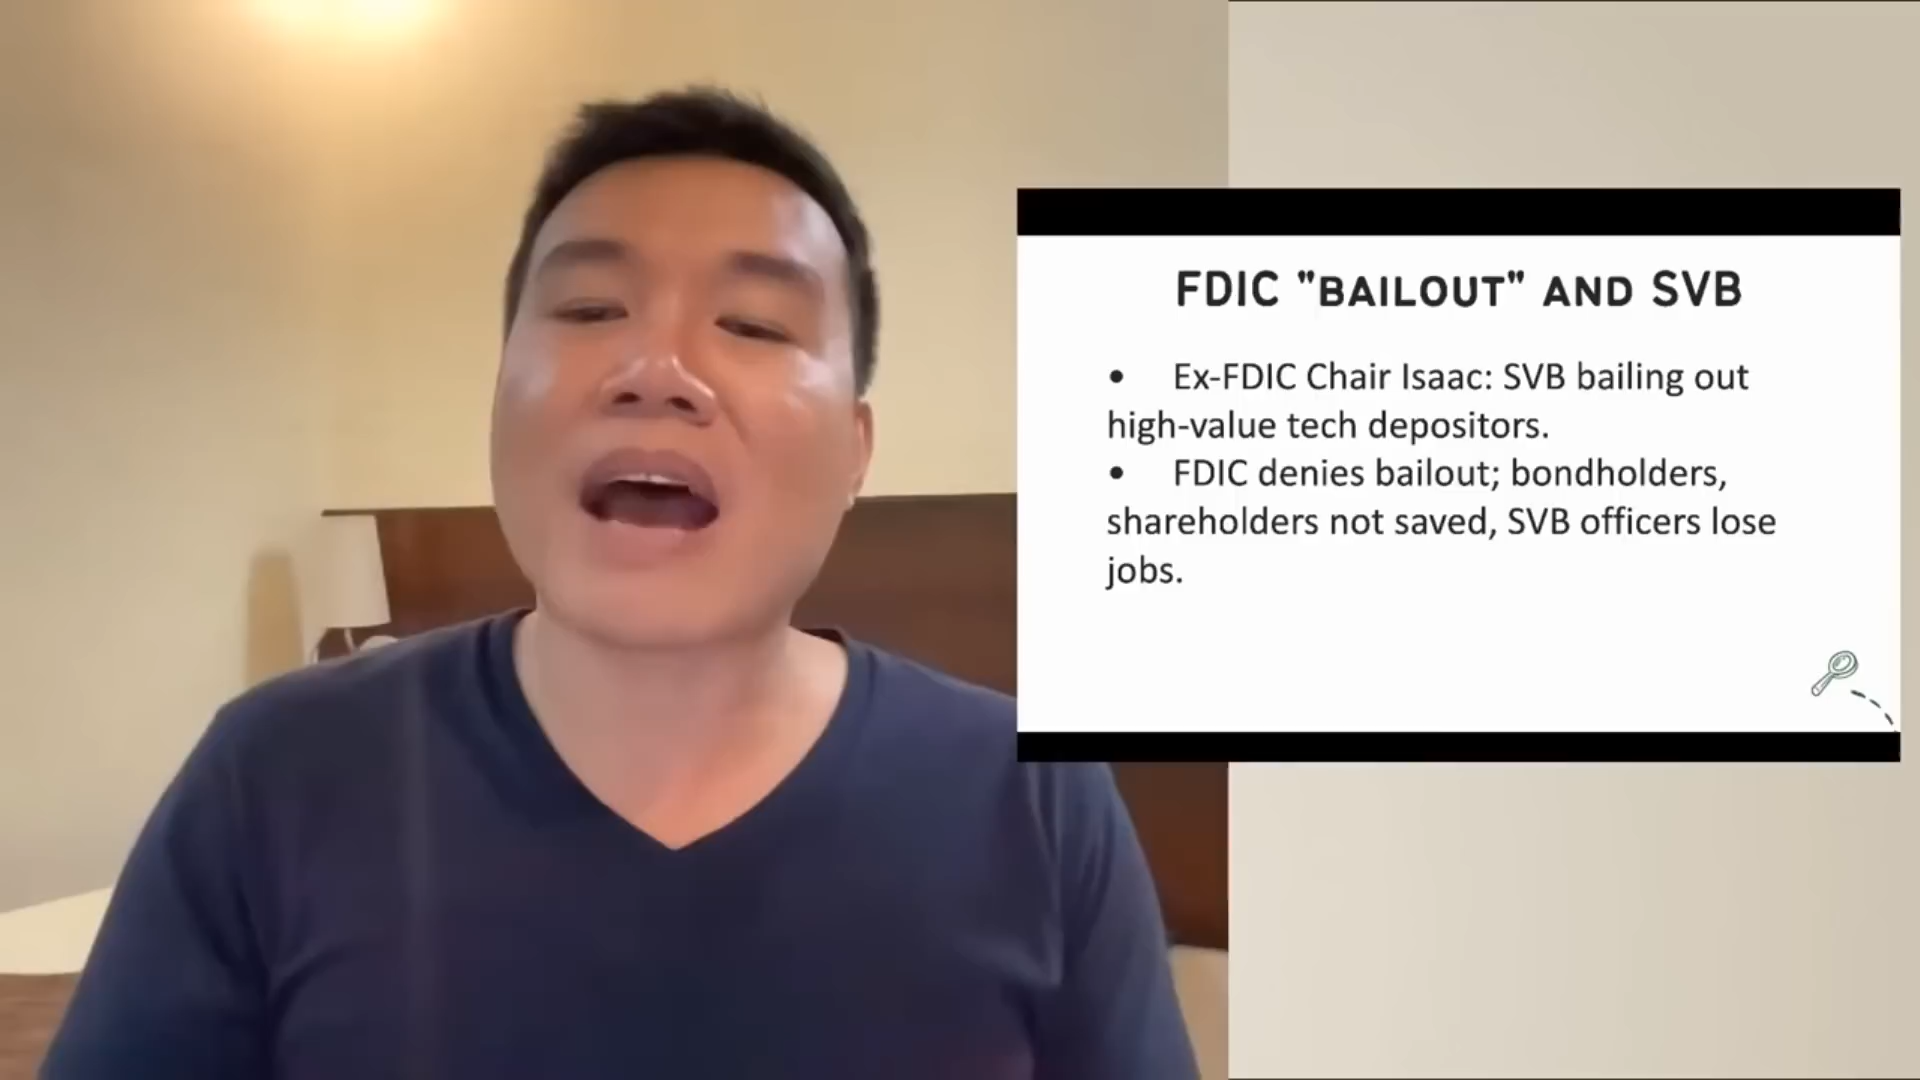 FDIC "BAILOUT" AND SVB
• Ex-FDIC Chair Isaac: SVB bailing out
high-value tech depositors.
• FDIC denies bailout; bondholders,
shareholders not saved, SVB officers lose
jobs.